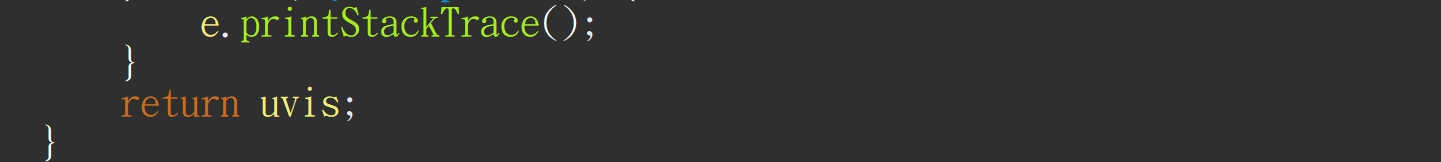 e.printStackTrace();
}
return uvis;
}